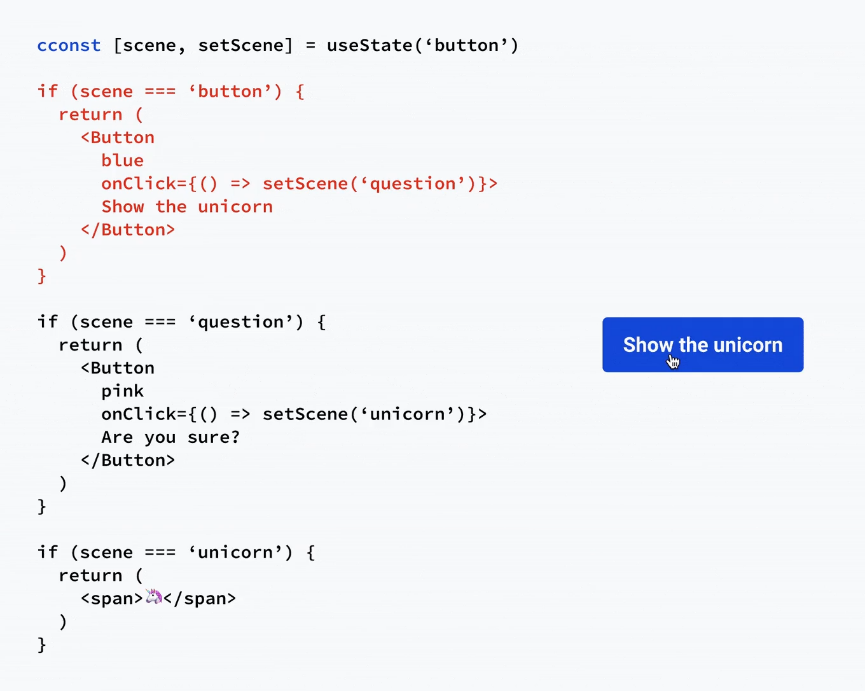 cconst [scene, setScene] = useState(‘button’)
if (scene === ‘button’) {
return (
<Button
blue
onClick={() => setScene(‘question’)}>
Show the unicorn
</Button>
)
}
if (scene === ‘question’) {
return (
<Button
pink
onClick={() => setScene(‘unicorn’)}>
Are you sure?
</Button>
)
}
if (scene === ‘unicorn’) {
return (
<span>🦄</span>
)
}
Show the unicorn